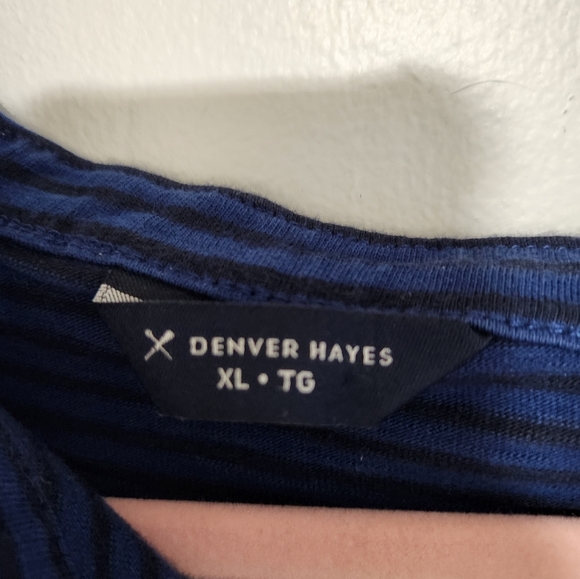 DENVER HAYES
XL • TG